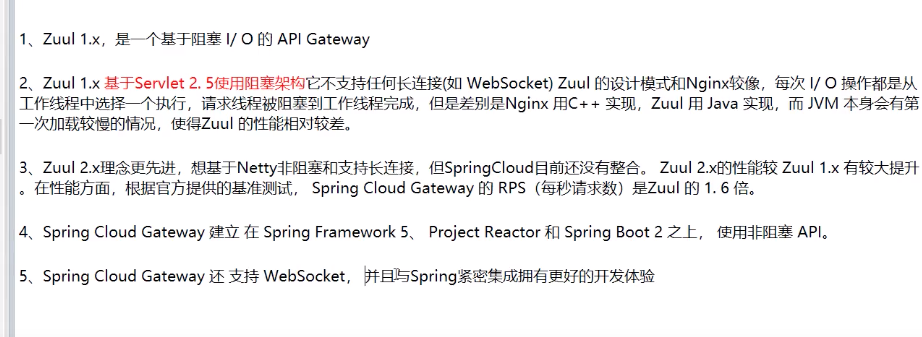 1、Zuul 1.x，是一个基于阻塞 I/ O 的 API Gateway
2、Zuul 1.x 基于Servlet 2. 5使用阻塞架构它不支持任何长连接(如 WebSocket) Zuul 的设计模式和Nginx较像，每次 I/ O 操作都是从
工作线程中选择一个执行，请求线程被阻塞到工作线程完成，但是差别是Nginx 用C++ 实现，Zuul 用 Java 实现，而 JVM 本身会有第
一次加载较慢的情况，使得Zuul 的性能相对较差。
3、Zuul 2.x理念更先进，想基于Netty非阻塞和支持长连接，但SpringCloud目前还没有整合。 Zuul 2.x的性能较 Zuul 1.x 有较大提升
。在性能方面，根据官方提供的基准测试， Spring Cloud Gateway 的 RPS（每秒请求数）是Zuul 的 1. 6 倍。
4、Spring Cloud Gateway 建立 在 Spring Framework 5、 Project Reactor 和 Spring Boot 2 之上， 使用非阻塞 API。
5、Spring Cloud Gateway 还 支持 WebSocket， 并且与Spring紧密集成拥有更好的开发体验